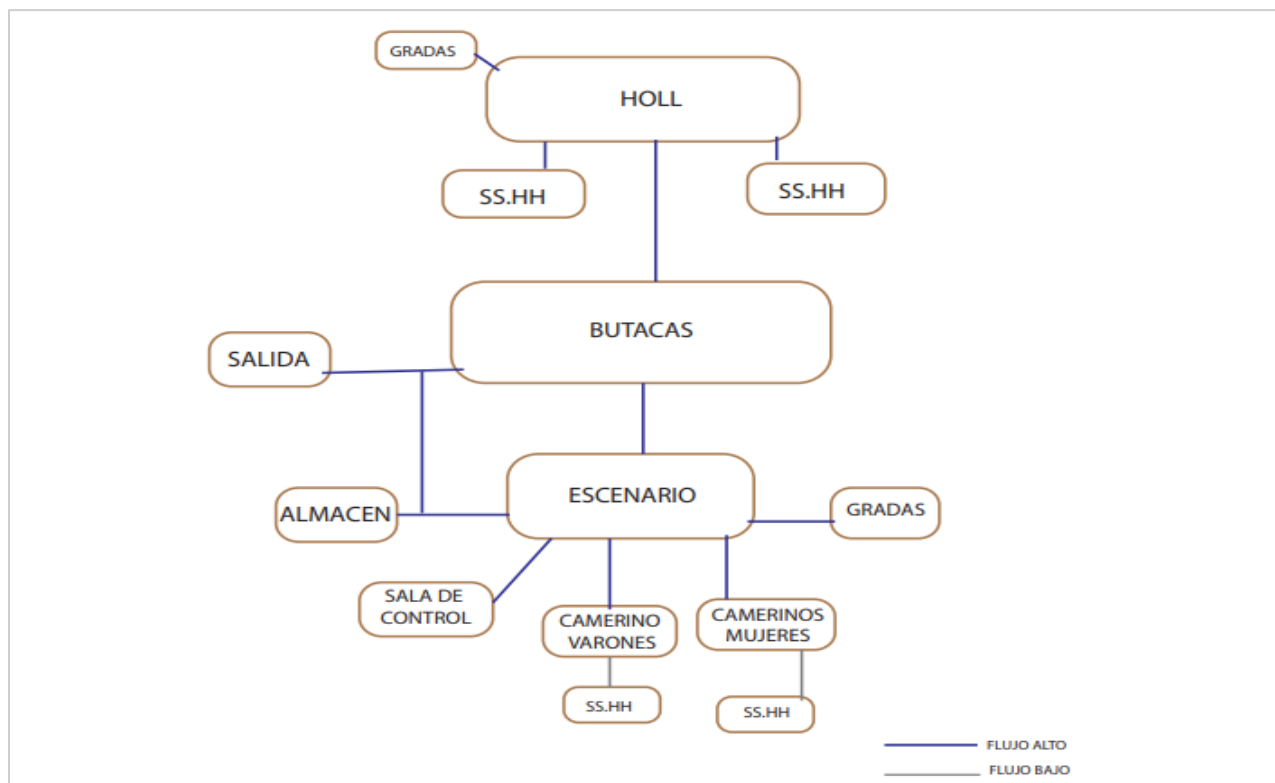 GRADAS
HOLL
SS.HH
SS.HH
BUTACAS
SALIDA
ESCENARIO
ALMACEN
GRADAS
SALA DE
CONTROL
CAMERINO
VARONES
CAMERINOS
MUJERES
SS.HH
SS.HH
FLUJO ALTO
FLUJO BAJO